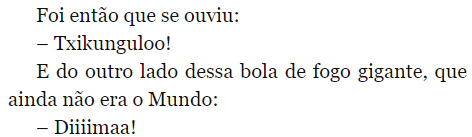 Foi então que se ouviu:
– Txikunguloo!
E do outro lado dessa bola de fogo gigante, que
ainda não era o Mundo:
– Diiiimaa!